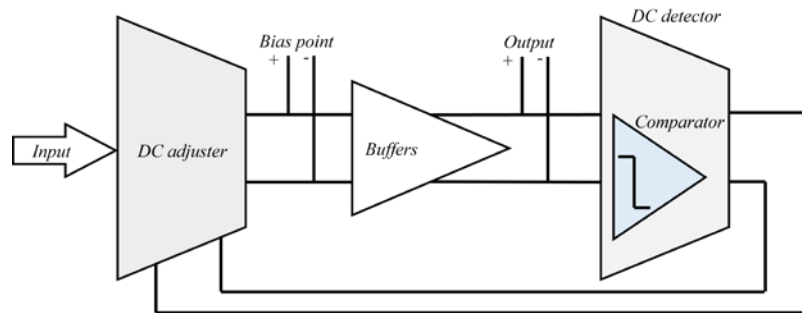 DC detector
Bias point
+ -
Output
+ -
Comparator
Input
DC adjuster
Buffers